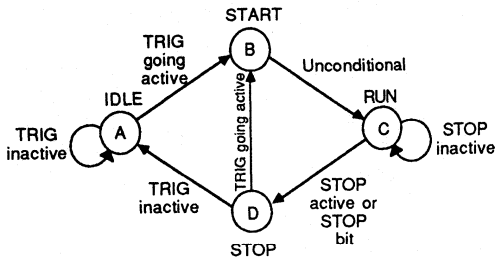 START
TRIG
going
active
B
Unconditional
IDLE
A
TRIG
inactive
TRIG going active
RUN
C
STOP
inactive
TRIG
inactive
D
STOP
active or
STOP
bit
STOP